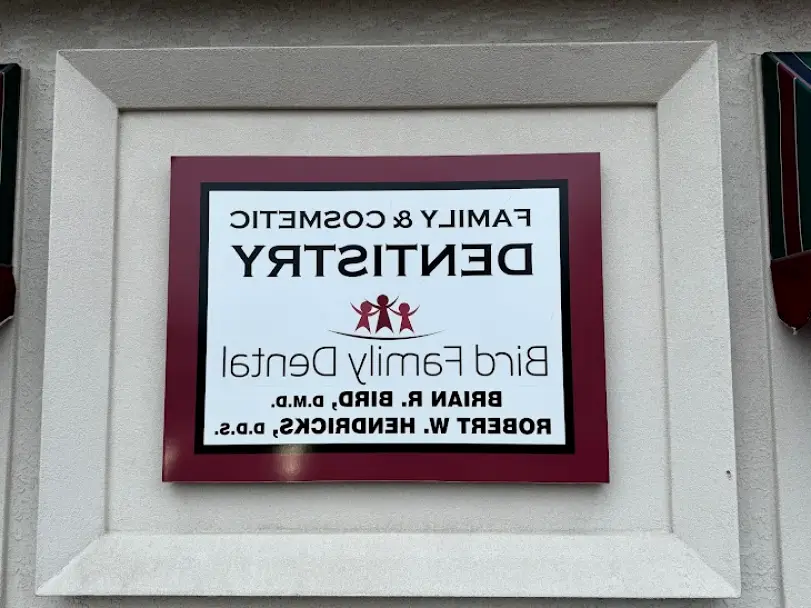 FAMILY & COSMETIC
DENTISTRY
Bird Family Dental
BRIAN R. BIRD, D.M.D.
ROBERT W. HENDRICKS, D.D.S.